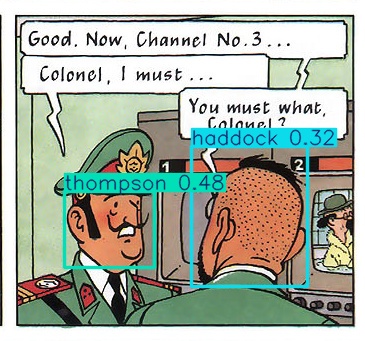 Good. Now, Channel No. 3 ...
Colonel, I must ...
You must what,
Colonel?
haddock 0.32
thompson 0.48
1
2